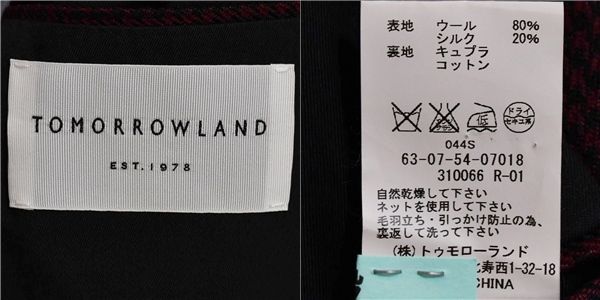 TOMORROWLAND
EST. 1978
表地 ウール 80%
シルク 20%
裏地 キュプラ
コットン
低 ドライ
セキユ系
044S
63-07-54-07018
310066 R-01
自然乾燥して下さい
ネットを使用して下さい
毛羽立ち・引っかけ防止の為、
裏返して洗って下さい
(株)トゥモローランド
寿西1-32-18
CHINA